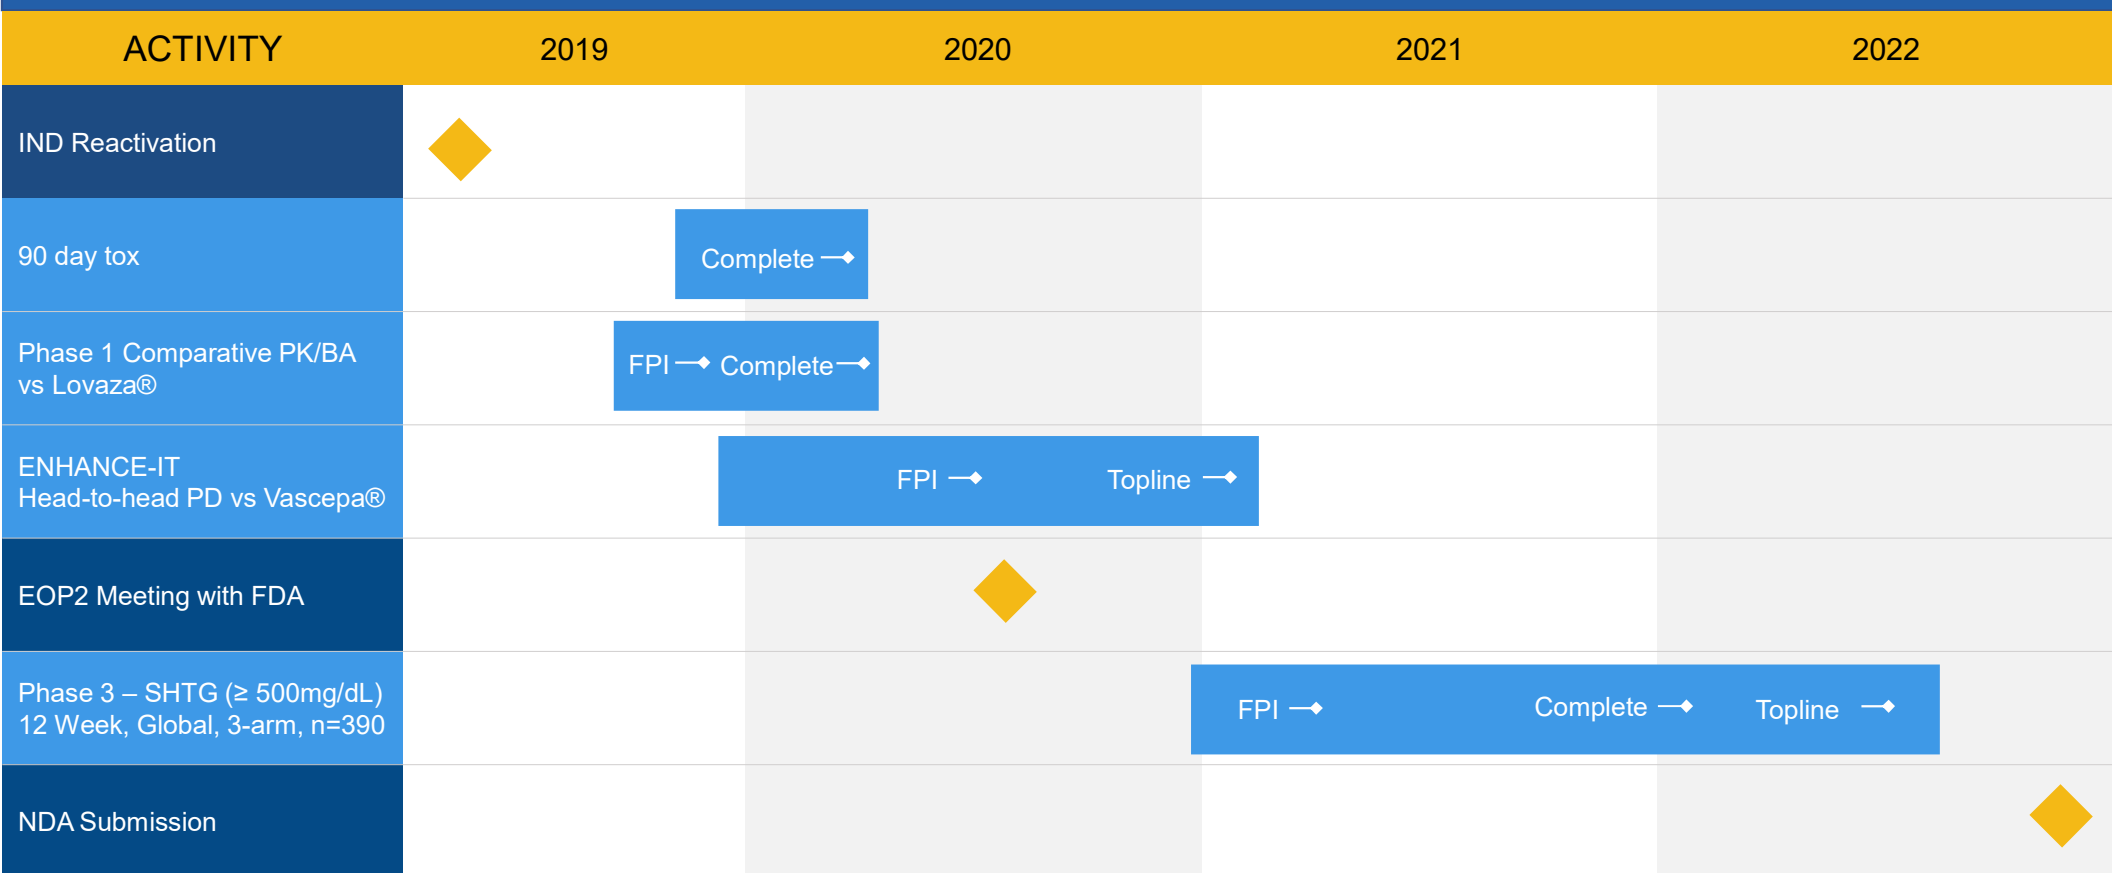 ACTIVITY 2019 2020 2021 2022
IND Reactivation
90 day tox
Complete
Phase 1 Comparative PK/BA
vs Lovaza®
FPI Complete
ENHANCE-IT
Head-to-head PD vs Vascepa®
FPI Topline
EOP2 Meeting with FDA
Phase 3 – SHTG (≥ 500mg/dL)
12 Week, Global, 3-arm, n=390
FPI Complete Topline
NDA Submission